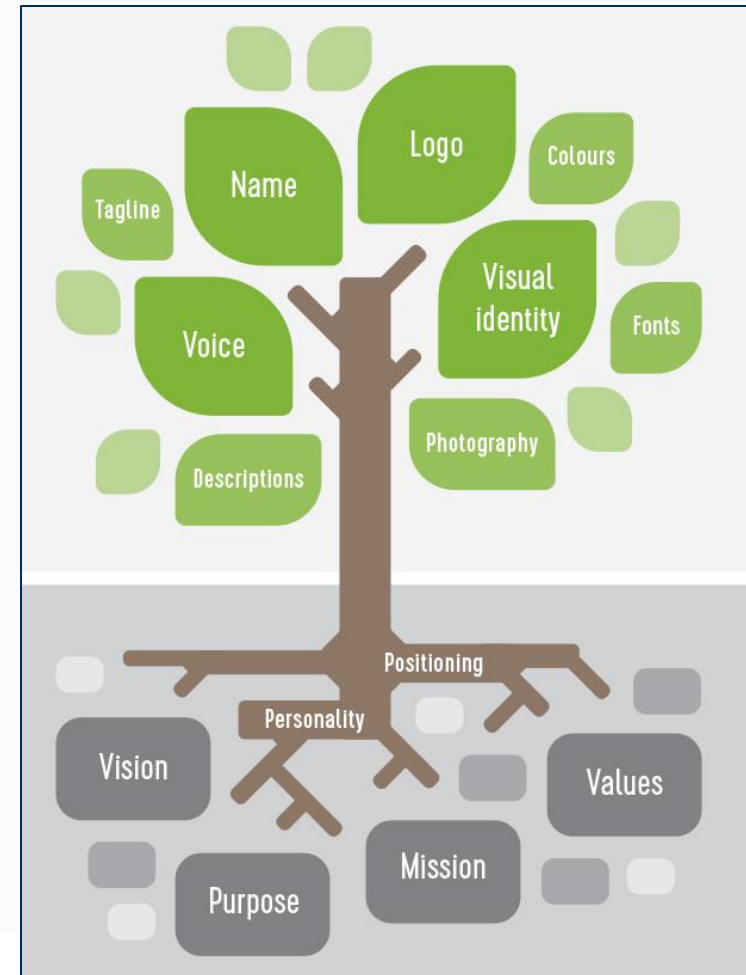 Logo
Colours
Name
Tagline
Visual
identity
Fonts
Voice
Photography
Descriptions
Positioning
Personality
Vision
Values
Mission
Purpose